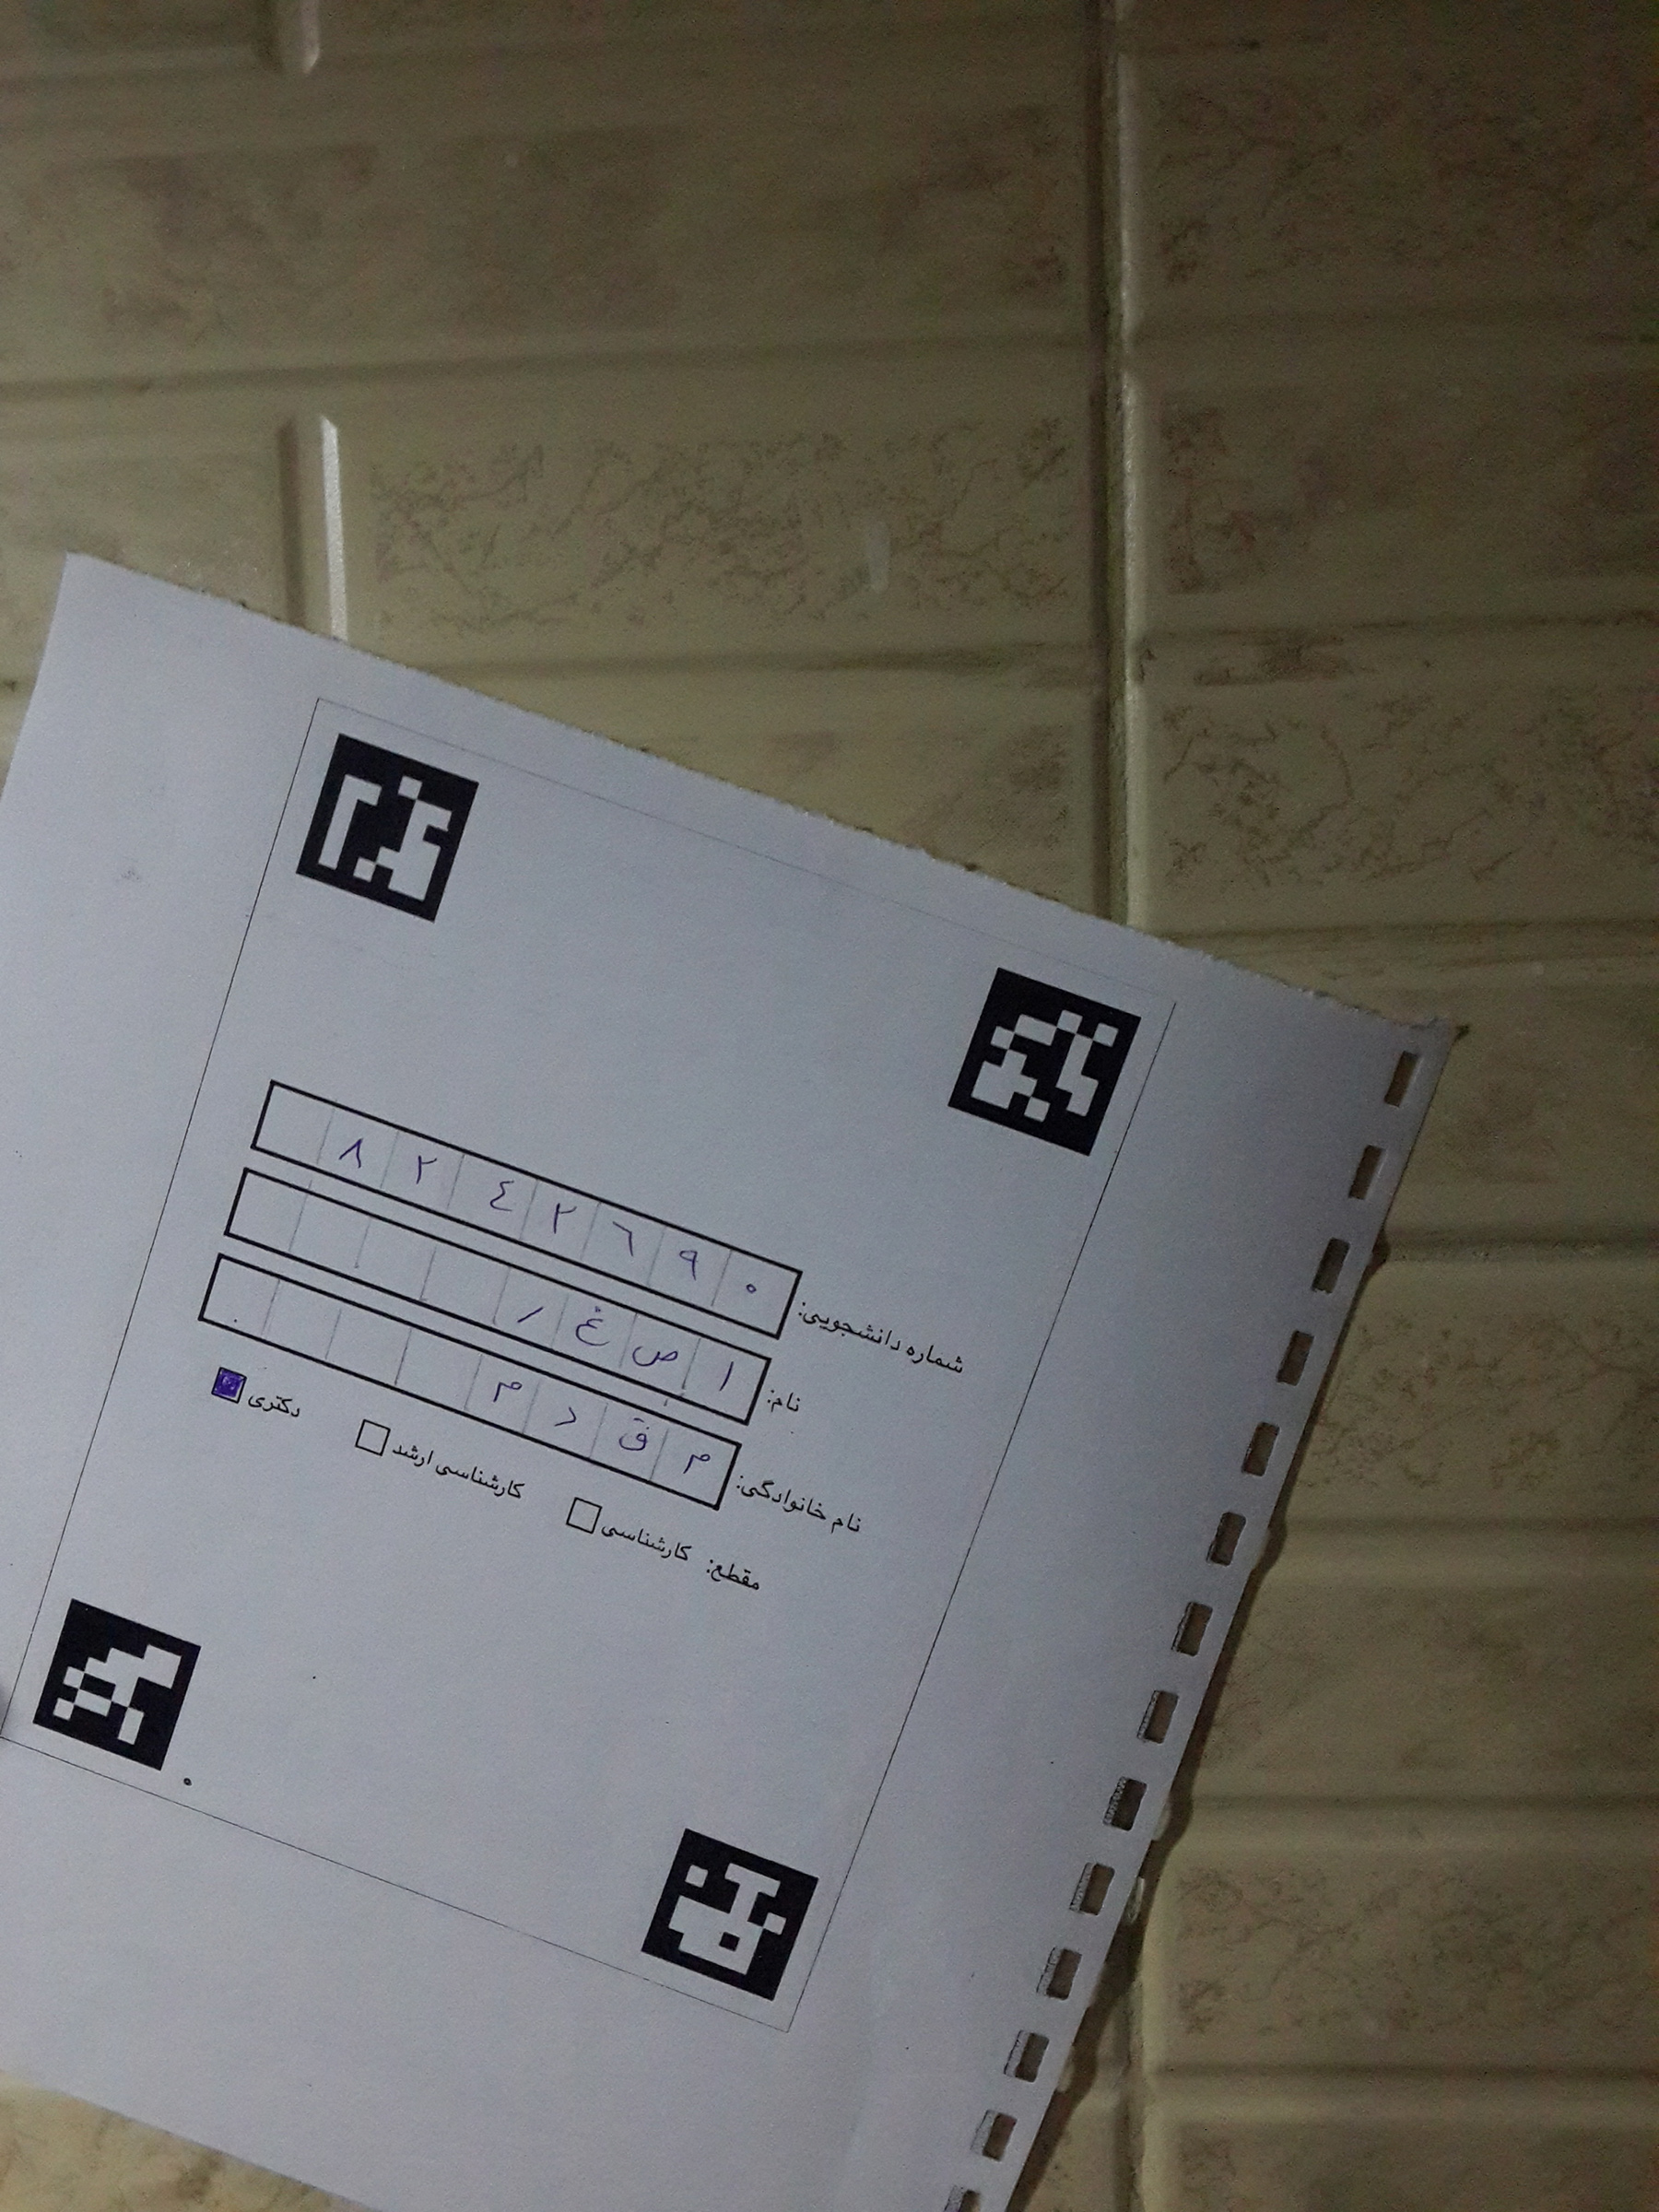 شماره دانشجویی: ۸ ۲ ٤ ۲ ٦ ۹ ۰
نام: ا ص غ ر
نام خانوادگی: م ق د م
مقطع: کارشناسی کارشناسی ارشد دکتری